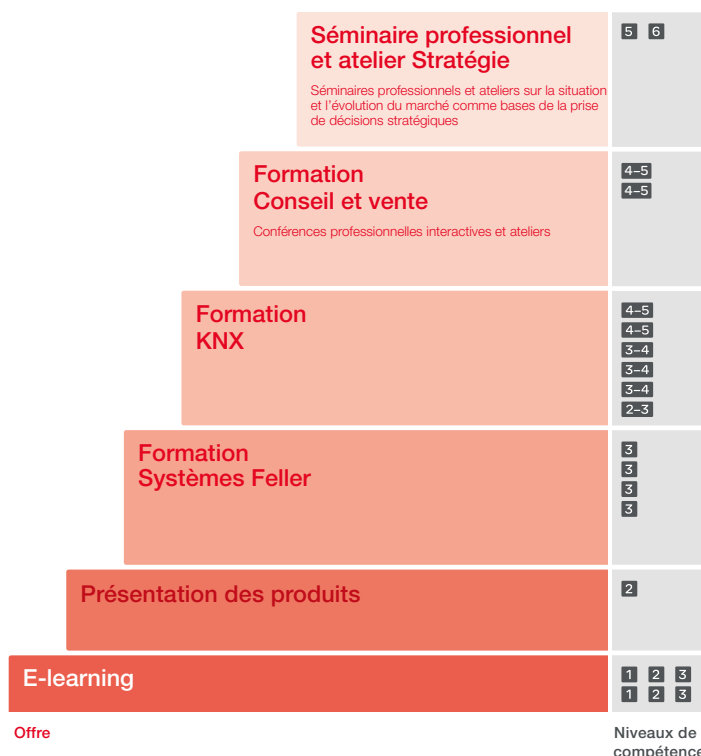 Séminaire professionnel
et atelier Stratégie
Séminaires professionnels et ateliers sur la situation
et l'évolution du marché comme bases de la prise
de décisions stratégiques
5 6
Formation
Conseil et vente
Conférences professionnelles interactives et ateliers
4–5
4–5
Formation
KNX
4–5
4–5
3–4
3–4
3–4
2–3
Formation
Systèmes Feller
3
3
3
3
Présentation des produits
2
E-learning
1 2 3
1 2 3
Offre
Niveaux de
compétence